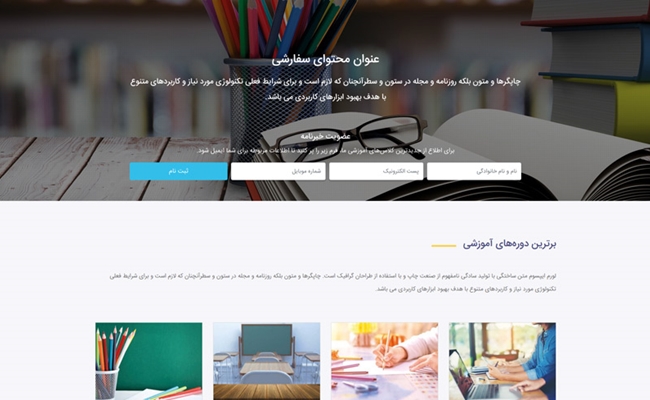 عنوان محتوای سفارشی
چاپگرها و متون بلکه روزنامه و مجله در ستون و سطرآنچنان که لازم است و برای شرایط فعلی تکنولوژی مورد نیاز و کاربردهای متنوع
با هدف بهبود ابزارهای کاربردی می باشد.
عضویت خبرنامه
برای اطلاع از جدیدترین کلاس‌های آموزشی ما، فرم زیر را پر کنید تا اطلاعات مربوطه برای شما ایمیل شود.
نام و نام خانوادگی
پست الکترونیک
شماره موبایل
ثبت نام
برترین دوره‌های آموزشی
لورم ایپسوم متن ساختگی با تولید سادگی نامفهوم از صنعت چاپ و با استفاده از طراحان گرافیک است. چاپگرها و متون بلکه روزنامه و مجله در ستون و سطرآنچنان که لازم است و برای شرایط فعلی
تکنولوژی مورد نیاز و کاربردهای متنوع با هدف بهبود ابزارهای کاربردی می باشد.